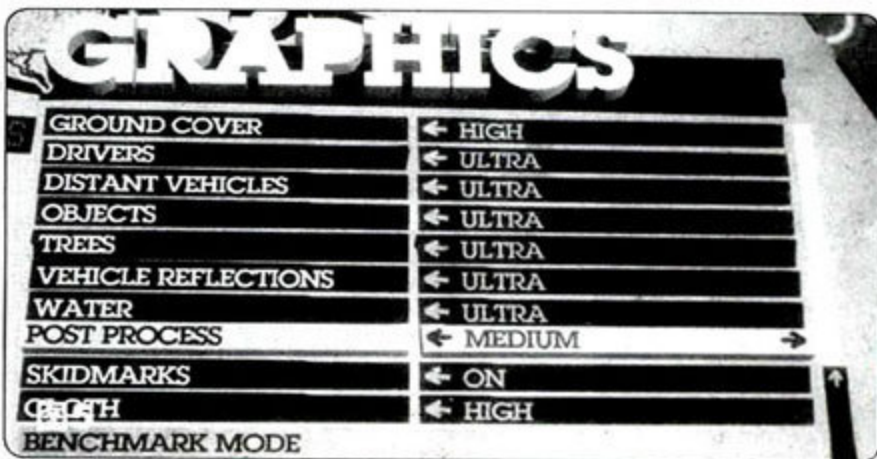 GRAPHICS
GROUND COVER HIGH
DRIVERS ULTRA
DISTANT VEHICLES ULTRA
OBJECTS ULTRA
TREES ULTRA
VEHICLE REFLECTIONS ULTRA
WATER ULTRA
POST PROCESS MEDIUM
SKIDMARKS ON
CLOTH HIGH
BENCHMARK MODE